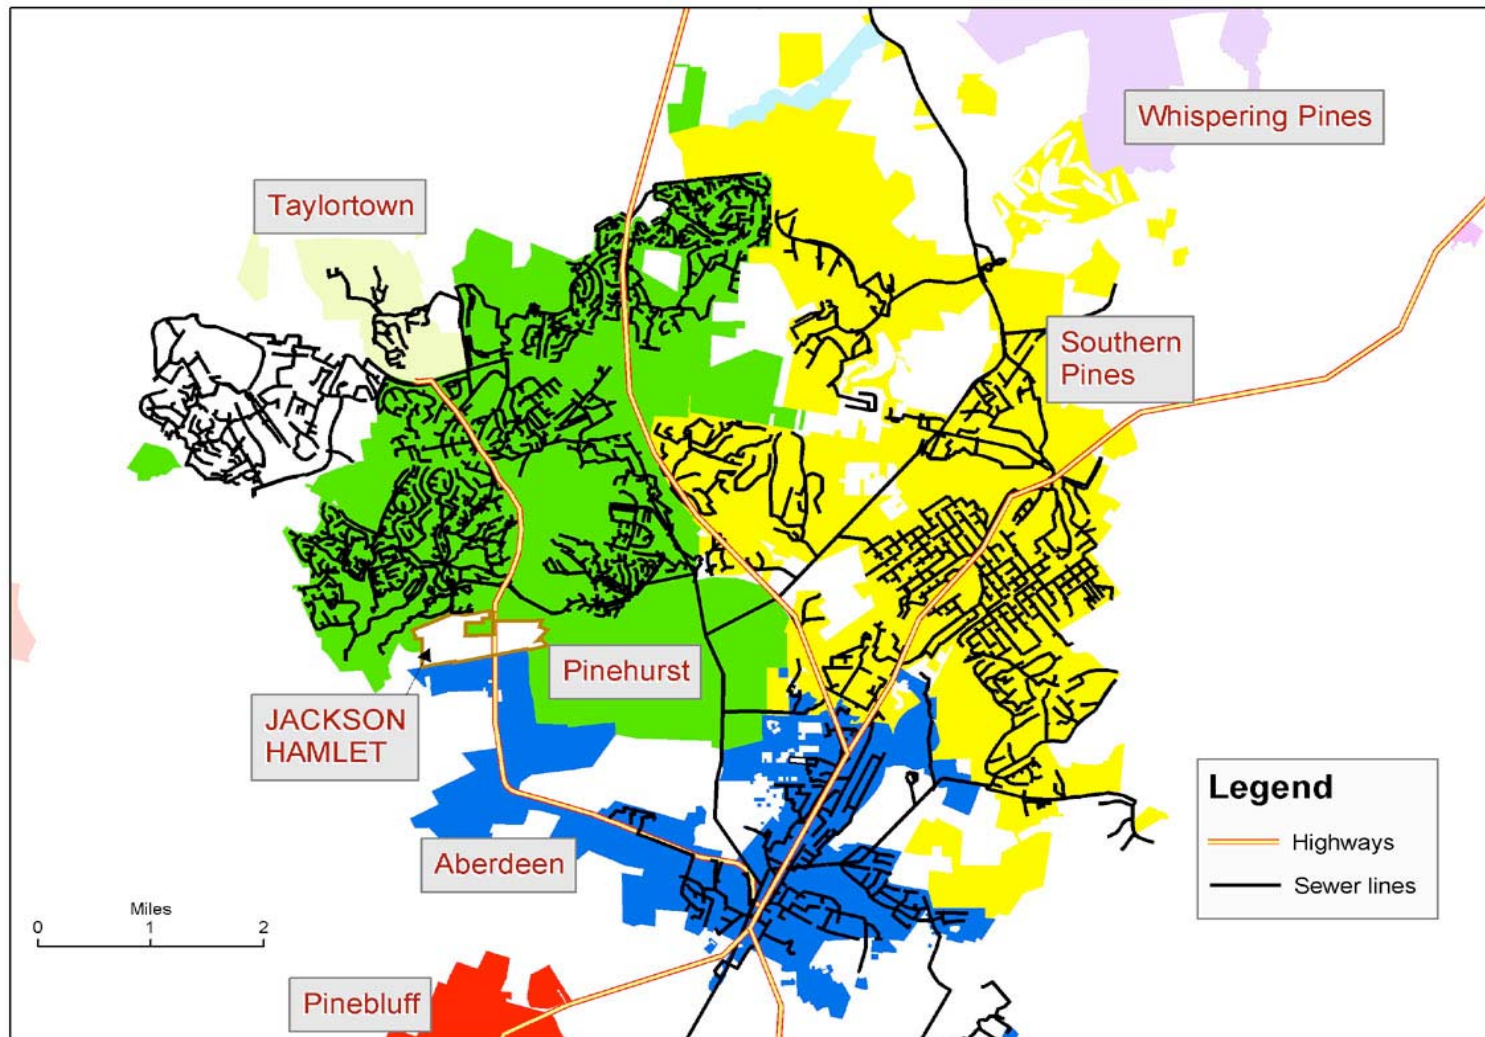 Whispering Pines
Taylortown
Southern
Pines
Pinehurst
JACKSON
HAMLET
Legend
Highways
Sewer lines
Aberdeen
Miles
0 1 2
Pinebluff